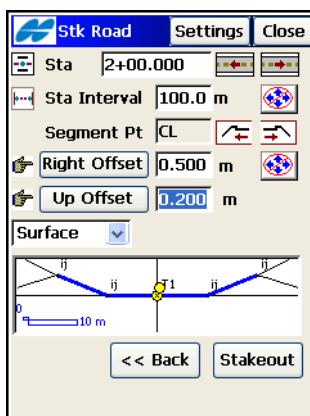 Stk Road Settings Close
Sta 2+00.000
Sta Interval 100.0 m
Segment Pt CL
Right Offset 0.500 m
Up Offset 0.200 m
Surface
ij ij
ij T1 ij
0
10 m
<< Back Stakeout